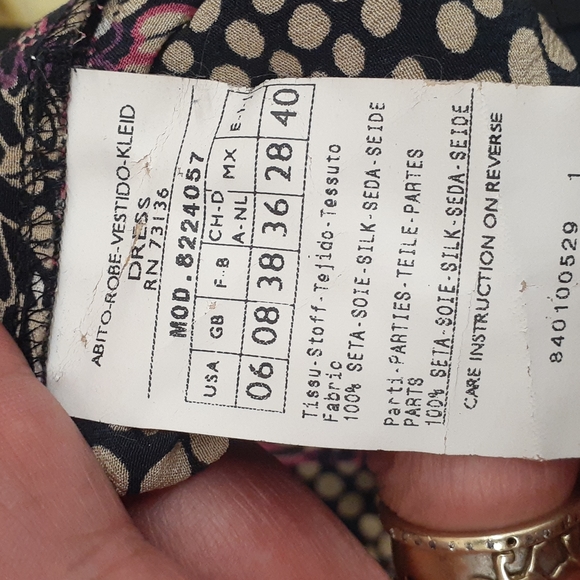 ABITO-ROBE-VESTIDO-KLEID
DRESS
RN 73136
MOD.8224057
USA GB F-B CH-D A-NL MX E-I
06 08 38 36 28 40
Tissu-Stoff-Tejido-Tessuto
Fabric
100% SETA-SOIE-SILK-SEDA-SEIDE
Parti-PARTIES-TEILE-PARTES
PARTS
100% SETA-SOIE-SILK-SEDA-SEIDE
CARE INSTRUCTION ON REVERSE
840100529 1